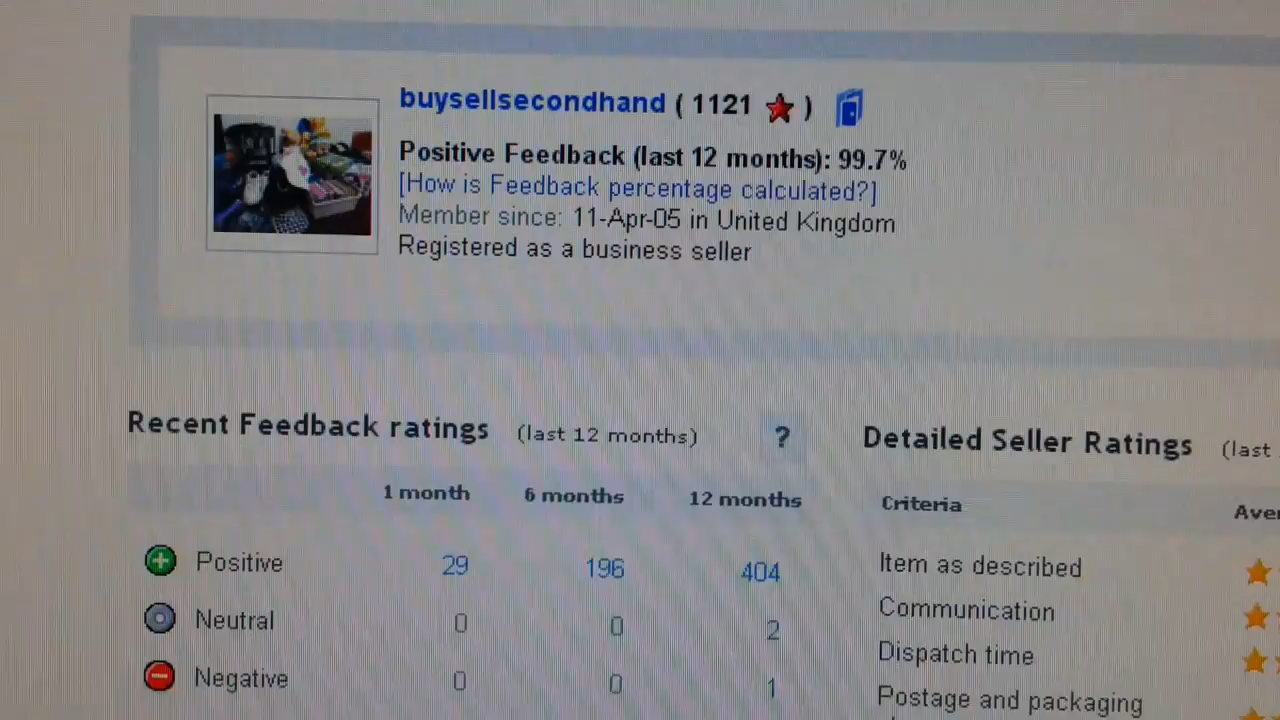 buysellsecondhand ( 1121 )
Positive Feedback (last 12 months): 99.7%
[How is Feedback percentage calculated?]
Member since: 11-Apr-05 in United Kingdom
Registered as a business seller
Recent Feedback ratings (last 12 months) ?
1 month 6 months 12 months
Positive 29 196 404
Neutral 0 0 2
Negative 0 0 1
Detailed Seller Ratings (last
Criteria Aver
Item as described
Communication
Dispatch time
Postage and packaging